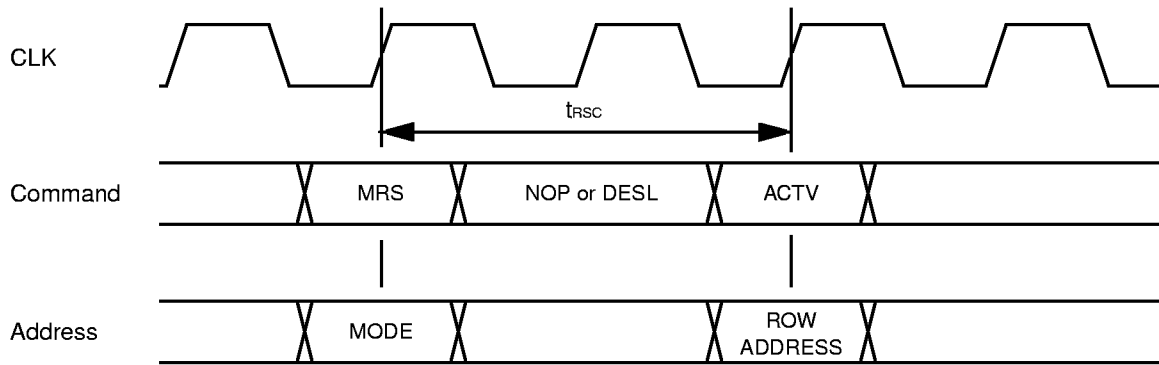 CLK
tRSC
Command
MRS
NOP or DESL
ACTV
Address
MODE
ROW
ADDRESS